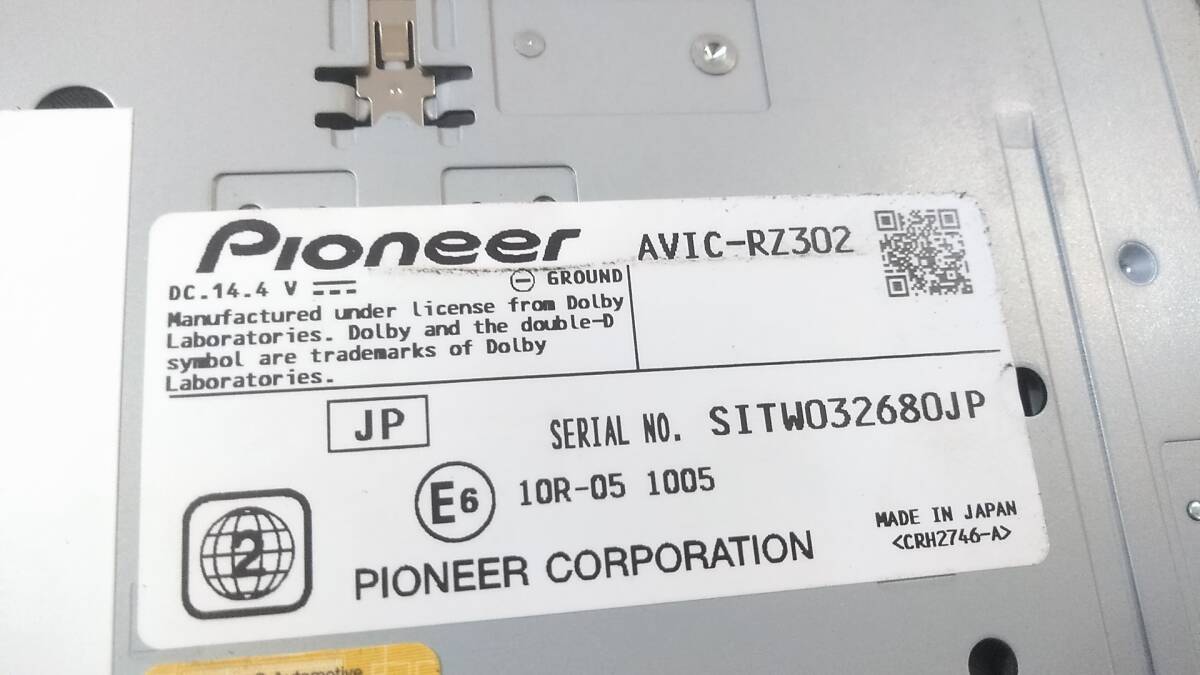 Pioneer AVIC-RZ302
DC.14.4 V ⊖ GROUND
Manufactured under license from Dolby
Laboratories. Dolby and the double-D
symbol are trademarks of Dolby
Laboratories.
JP
SERIAL NO. SITW032680JP
E6 10R-05 1005
2
MADE IN JAPAN
<CRH2746-A>
PIONEER CORPORATION
Automotive